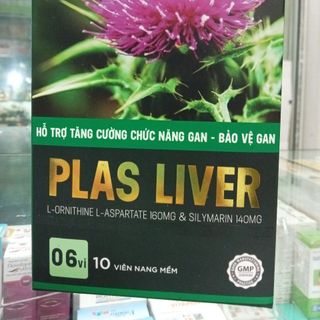 HỖ TRỢ TĂNG CƯỜNG CHỨC NĂNG GAN - BẢO VỆ GAN
PLAS LIVER
L-ORNITHINE L-ASPARTATE 160MG & SILYMARIN 140MG
06 vỉ 10 VIÊN NANG MỀM
GMP